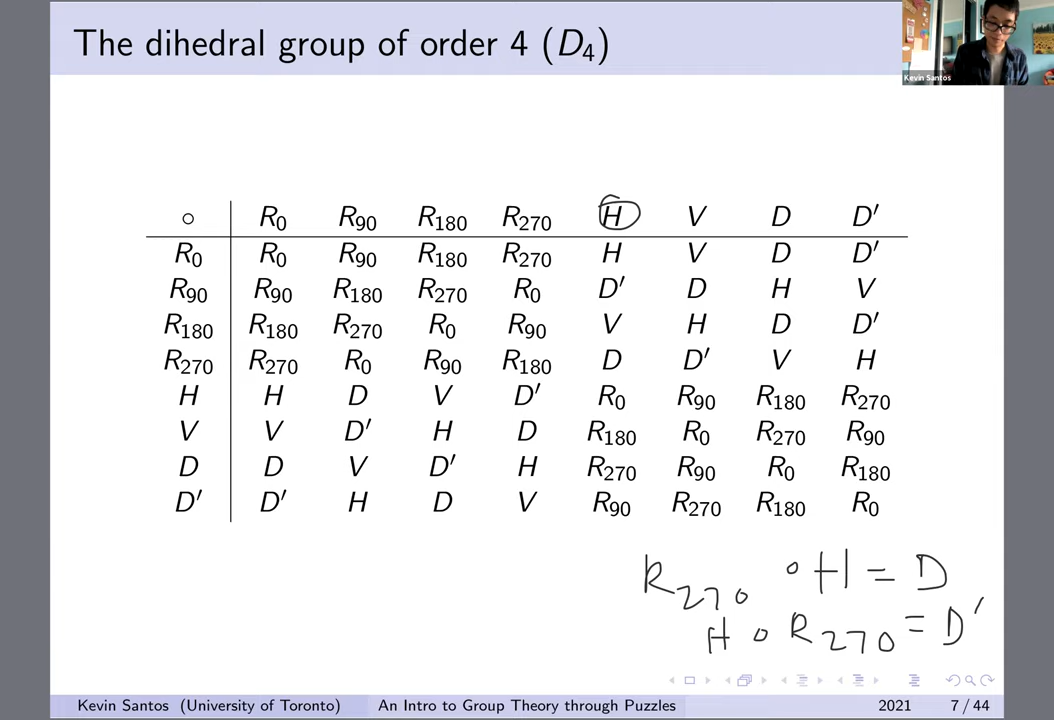 The dihedral group of order 4 (D₄)
Kevin Santos
∘ R₀ R₉₀ R₁₈₀ R₂₇₀ H V D D′
R₀ R₀ R₉₀ R₁₈₀ R₂₇₀ H V D D′
R₉₀ R₉₀ R₁₈₀ R₂₇₀ R₀ D′ D H V
R₁₈₀ R₁₈₀ R₂₇₀ R₀ R₉₀ V H D D′
R₂₇₀ R₂₇₀ R₀ R₉₀ R₁₈₀ D D′ V H
H H D V D′ R₀ R₉₀ R₁₈₀ R₂₇₀
V V D′ H D R₁₈₀ R₀ R₂₇₀ R₉₀
D D V D′ H R₂₇₀ R₉₀ R₀ R₁₈₀
D′ D′ H D V R₉₀ R₂₇₀ R₁₈₀ R₀
R₂₇₀ ∘ H = D
H ∘ R₂₇₀ = D′
Kevin Santos (University of Toronto) An Intro to Group Theory through Puzzles 2021 7 / 44